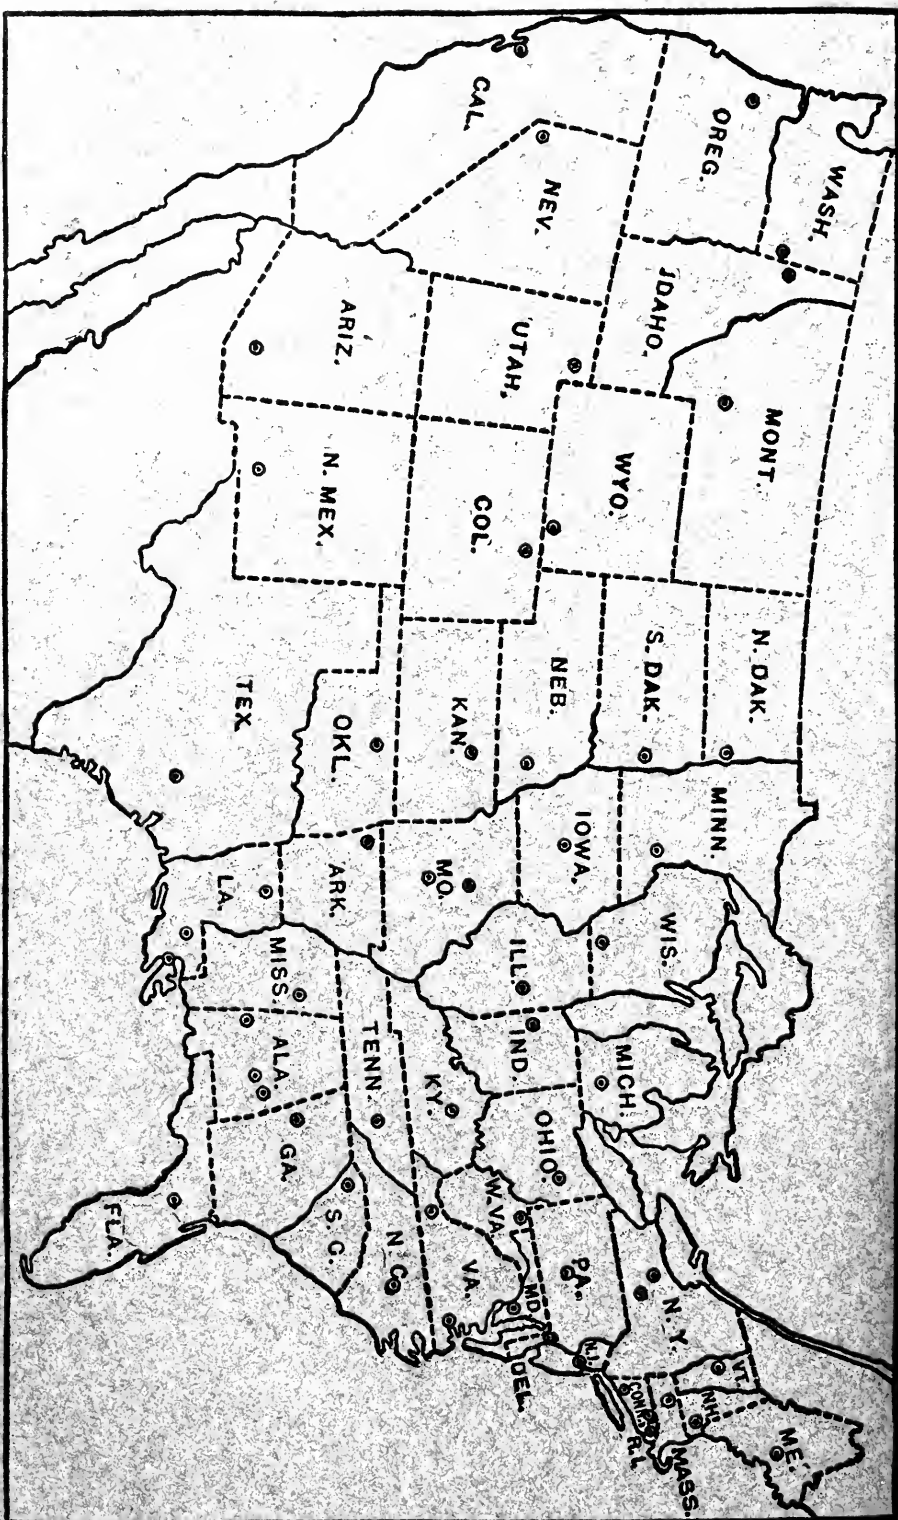 WASH.
OREG.
CAL.
NEV.
IDAHO.
MONT.
WYO.
UTAH.
ARIZ.
COL.
N. MEX.
N. DAK.
S. DAK.
NEB.
KAN.
OKL.
TEX.
MINN.
IOWA.
MO.
ARK.
LA.
WIS.
ILL.
MICH.
IND.
OHIO.
KY.
TENN.
MISS.
ALA.
GA.
FLA.
S. C.
N. C.
VA.
W. VA.
MD.
DEL.
PA.
N.J.
N. Y.
CONN.
R. I.
MASS.
VT.
NH.
ME.